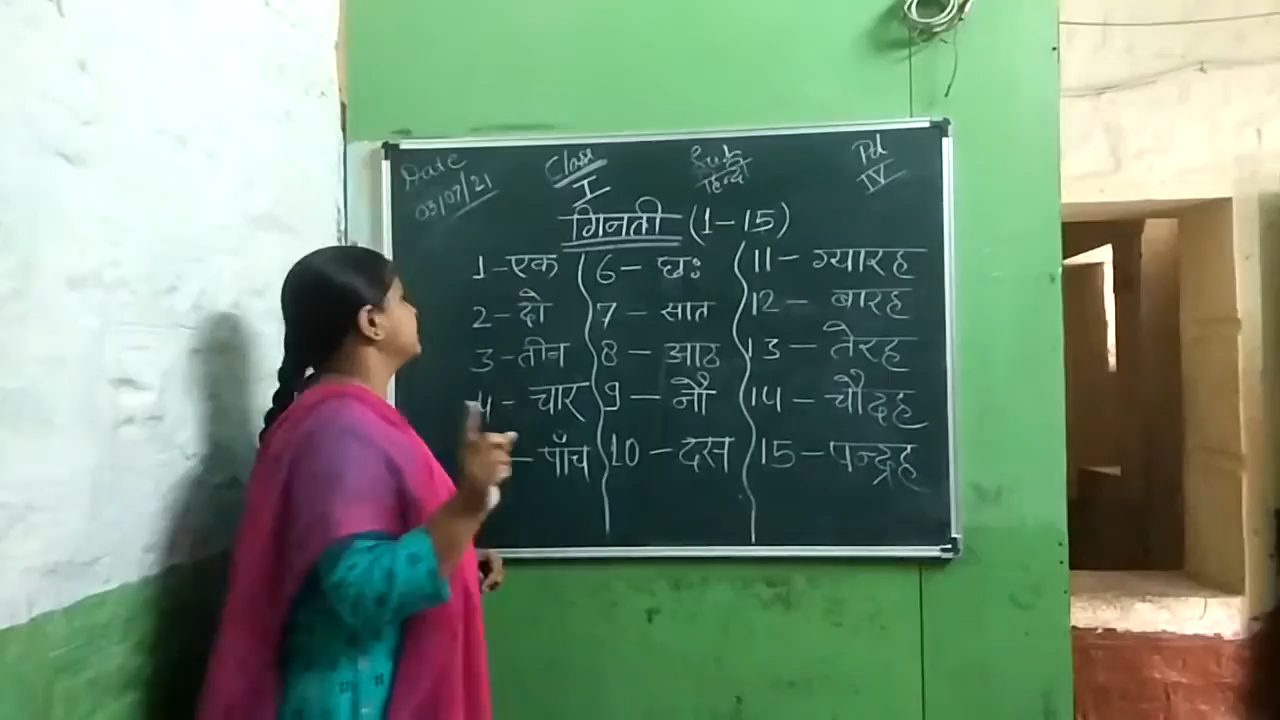 Date Class Sub Pd
03/07/21 I हिन्दी IV
गिनती (1-15)
1-एक 6- छः 11- ग्यारह
2-दो 7 - सात 12 - बारह
3-तीन 8 - आठ 13 - तेरह
4- चार 9 - नौ 14 - चौदह
- पाँच 10 - दस 15 - पन्द्रह